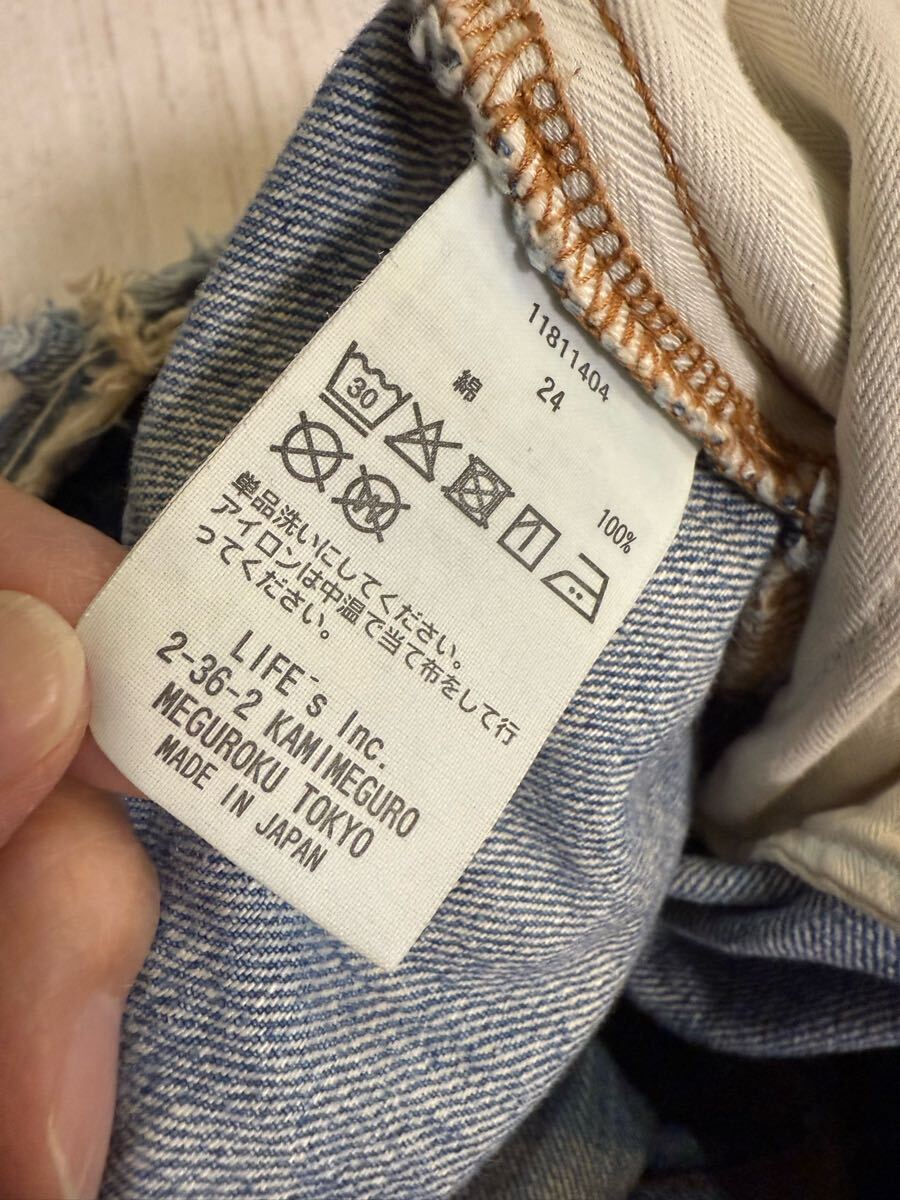 11811404
24
綿 100%
30
W
単品洗いにしてください。
アイロンは中温で当て布をして行
ってください。
LIFE's Inc.
2-36-2 KAMIMEGURO
MEGUROKU TOKYO
MADE IN JAPAN